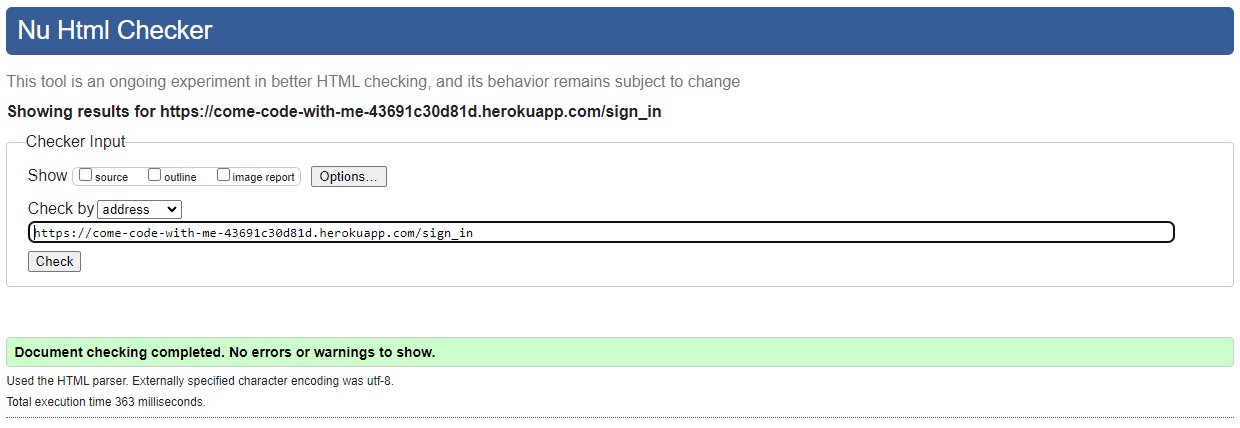 Nu Html Checker
This tool is an ongoing experiment in better HTML checking, and its behavior remains subject to change
Showing results for https://come-code-with-me-43691c30d81d.herokuapp.com/sign_in
Checker Input
Show source outline image report Options...
Check by address
https://come-code-with-me-43691c30d81d.herokuapp.com/sign_in
Check
Document checking completed. No errors or warnings to show.
Used the HTML parser. Externally specified character encoding was utf-8.
Total execution time 363 milliseconds.